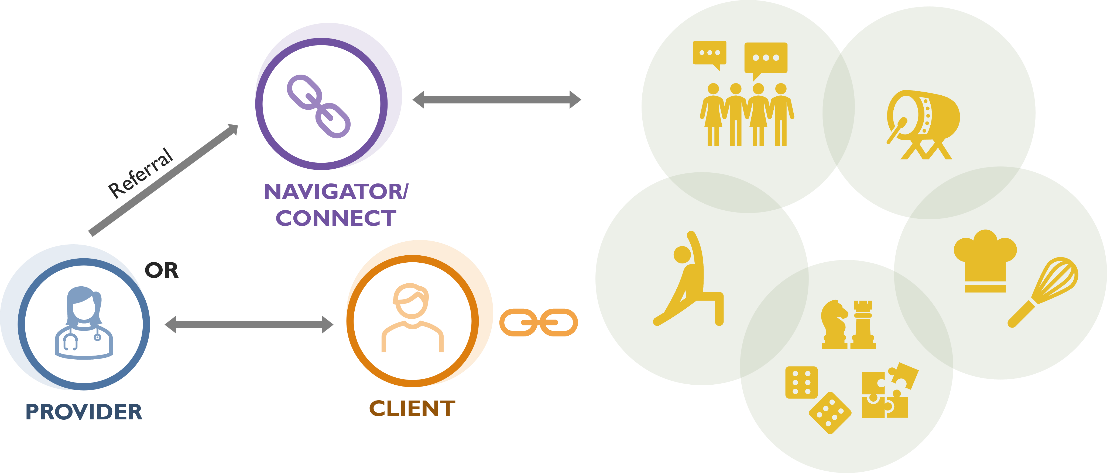 Referral
NAVIGATOR/
CONNECT
OR
PROVIDER
CLIENT